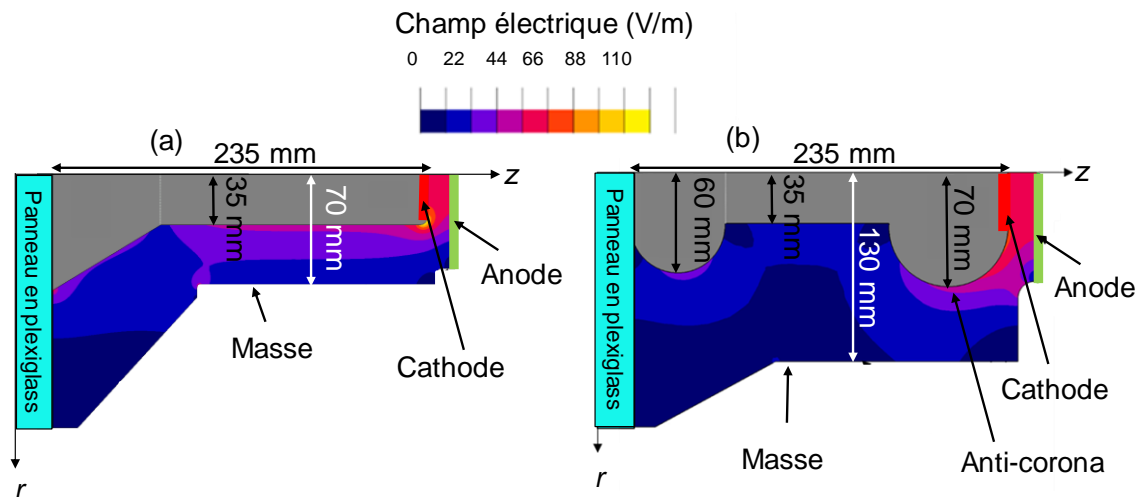 Champ électrique (V/m)
0 22 44 66 88 110
(a)
235 mm
z
35 mm
70 mm
Panneau en plexiglass
Anode
Masse
Cathode
r
(b)
235 mm
z
60 mm
35 mm
130 mm
70 mm
Panneau en plexiglass
Anode
Cathode
Masse
Anti-corona
r